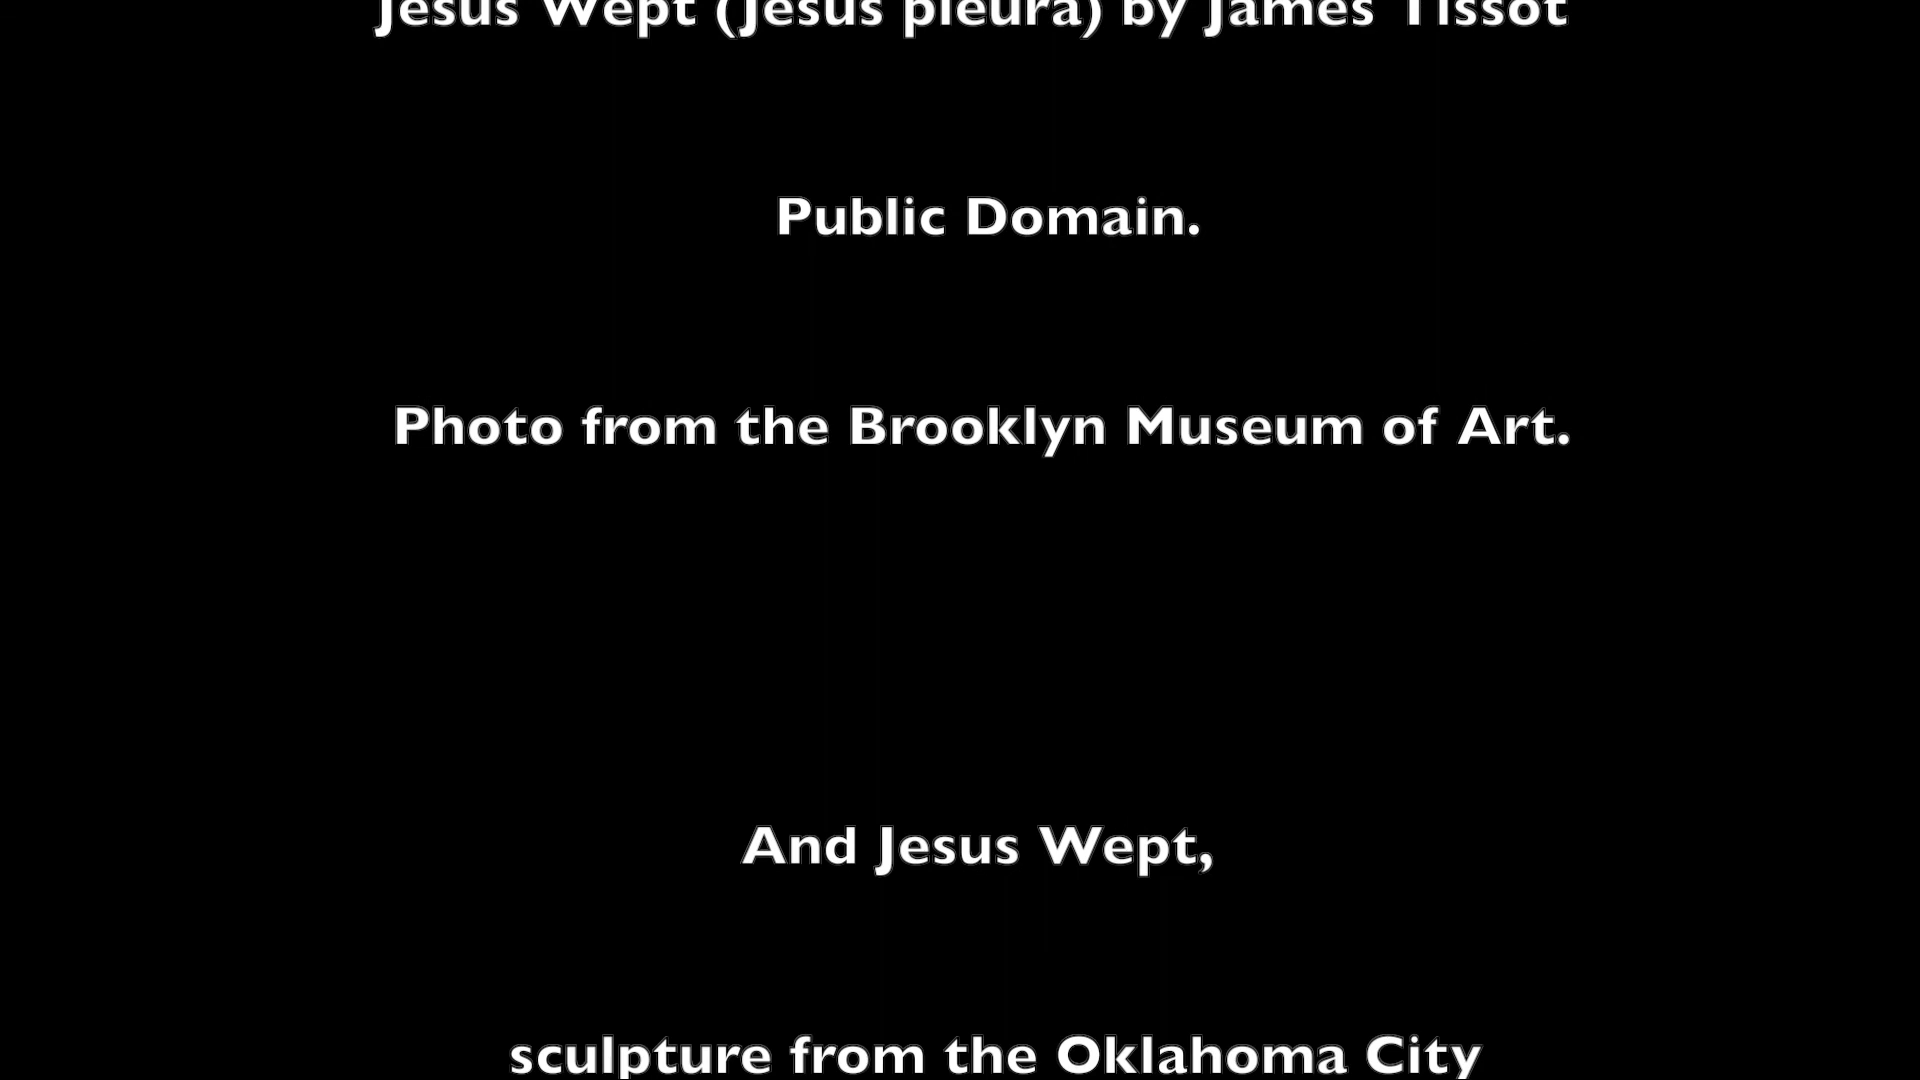 Jesus Wept (Jesus pleura) by James Tissot
Public Domain.
Photo from the Brooklyn Museum of Art.
And Jesus Wept,
sculpture from the Oklahoma City